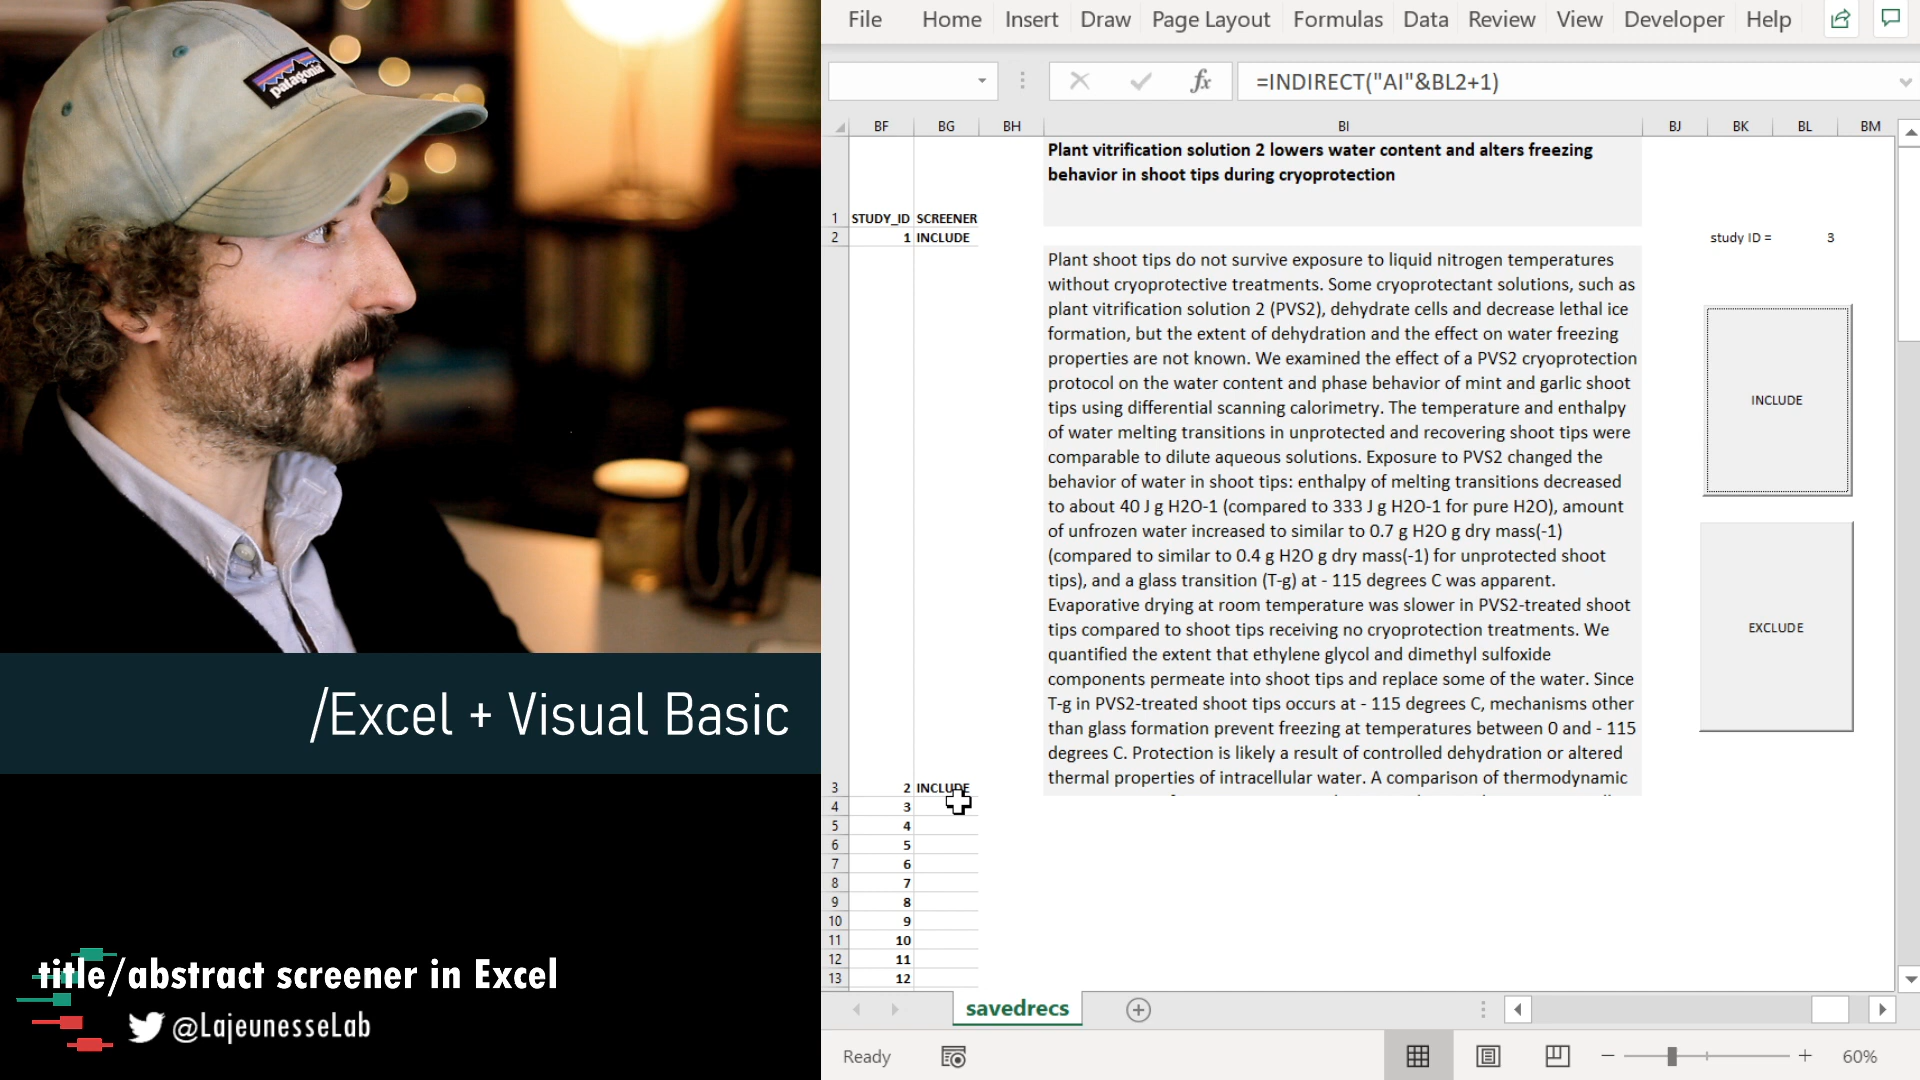 patagonia
/Excel + Visual Basic
title/abstract screener in Excel
@LajeunesseLab
File Home Insert Draw Page Layout Formulas Data Review View Developer Help
fx =INDIRECT("AI"&BL2+1)
BF BG BH BI BJ BK BL BM
Plant vitrification solution 2 lowers water content and alters freezing
behavior in shoot tips during cryoprotection
1 STUDY_ID SCREENER
2 1 INCLUDE
study ID = 3
Plant shoot tips do not survive exposure to liquid nitrogen temperatures
without cryoprotective treatments. Some cryoprotectant solutions, such as
plant vitrification solution 2 (PVS2), dehydrate cells and decrease lethal ice
formation, but the extent of dehydration and the effect on water freezing
properties are not known. We examined the effect of a PVS2 cryoprotection
protocol on the water content and phase behavior of mint and garlic shoot
tips using differential scanning calorimetry. The temperature and enthalpy
of water melting transitions in unprotected and recovering shoot tips were
comparable to dilute aqueous solutions. Exposure to PVS2 changed the
behavior of water in shoot tips: enthalpy of melting transitions decreased
to about 40 J g H2O-1 (compared to 333 J g H2O-1 for pure H2O), amount
of unfrozen water increased to similar to 0.7 g H2O g dry mass(-1)
(compared to similar to 0.4 g H2O g dry mass(-1) for unprotected shoot
tips), and a glass transition (T-g) at - 115 degrees C was apparent.
Evaporative drying at room temperature was slower in PVS2-treated shoot
tips compared to shoot tips receiving no cryoprotection treatments. We
quantified the extent that ethylene glycol and dimethyl sulfoxide
components permeate into shoot tips and replace some of the water. Since
T-g in PVS2-treated shoot tips occurs at - 115 degrees C, mechanisms other
than glass formation prevent freezing at temperatures between 0 and - 115
degrees C. Protection is likely a result of controlled dehydration or altered
thermal properties of intracellular water. A comparison of thermodynamic
INCLUDE
EXCLUDE
3 2 INCLUDE
4 3
5 4
6 5
7 6
8 7
9 8
10 9
11 10
12 11
13 12
savedrecs
Ready
60%